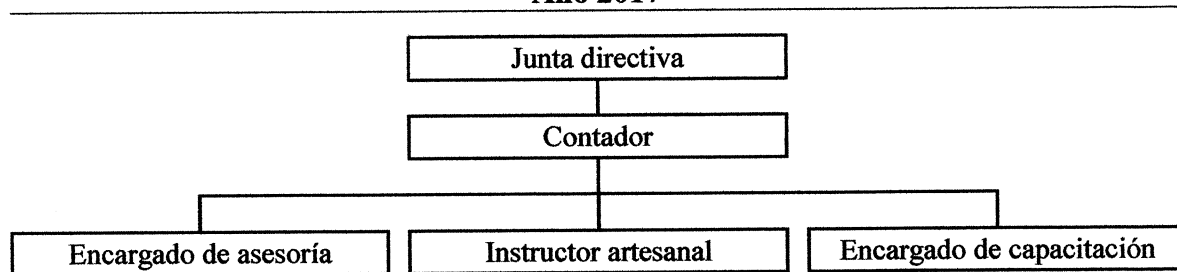 Junta directiva
Contador
Encargado de asesoría
Instructor artesanal
Encargado de capacitación